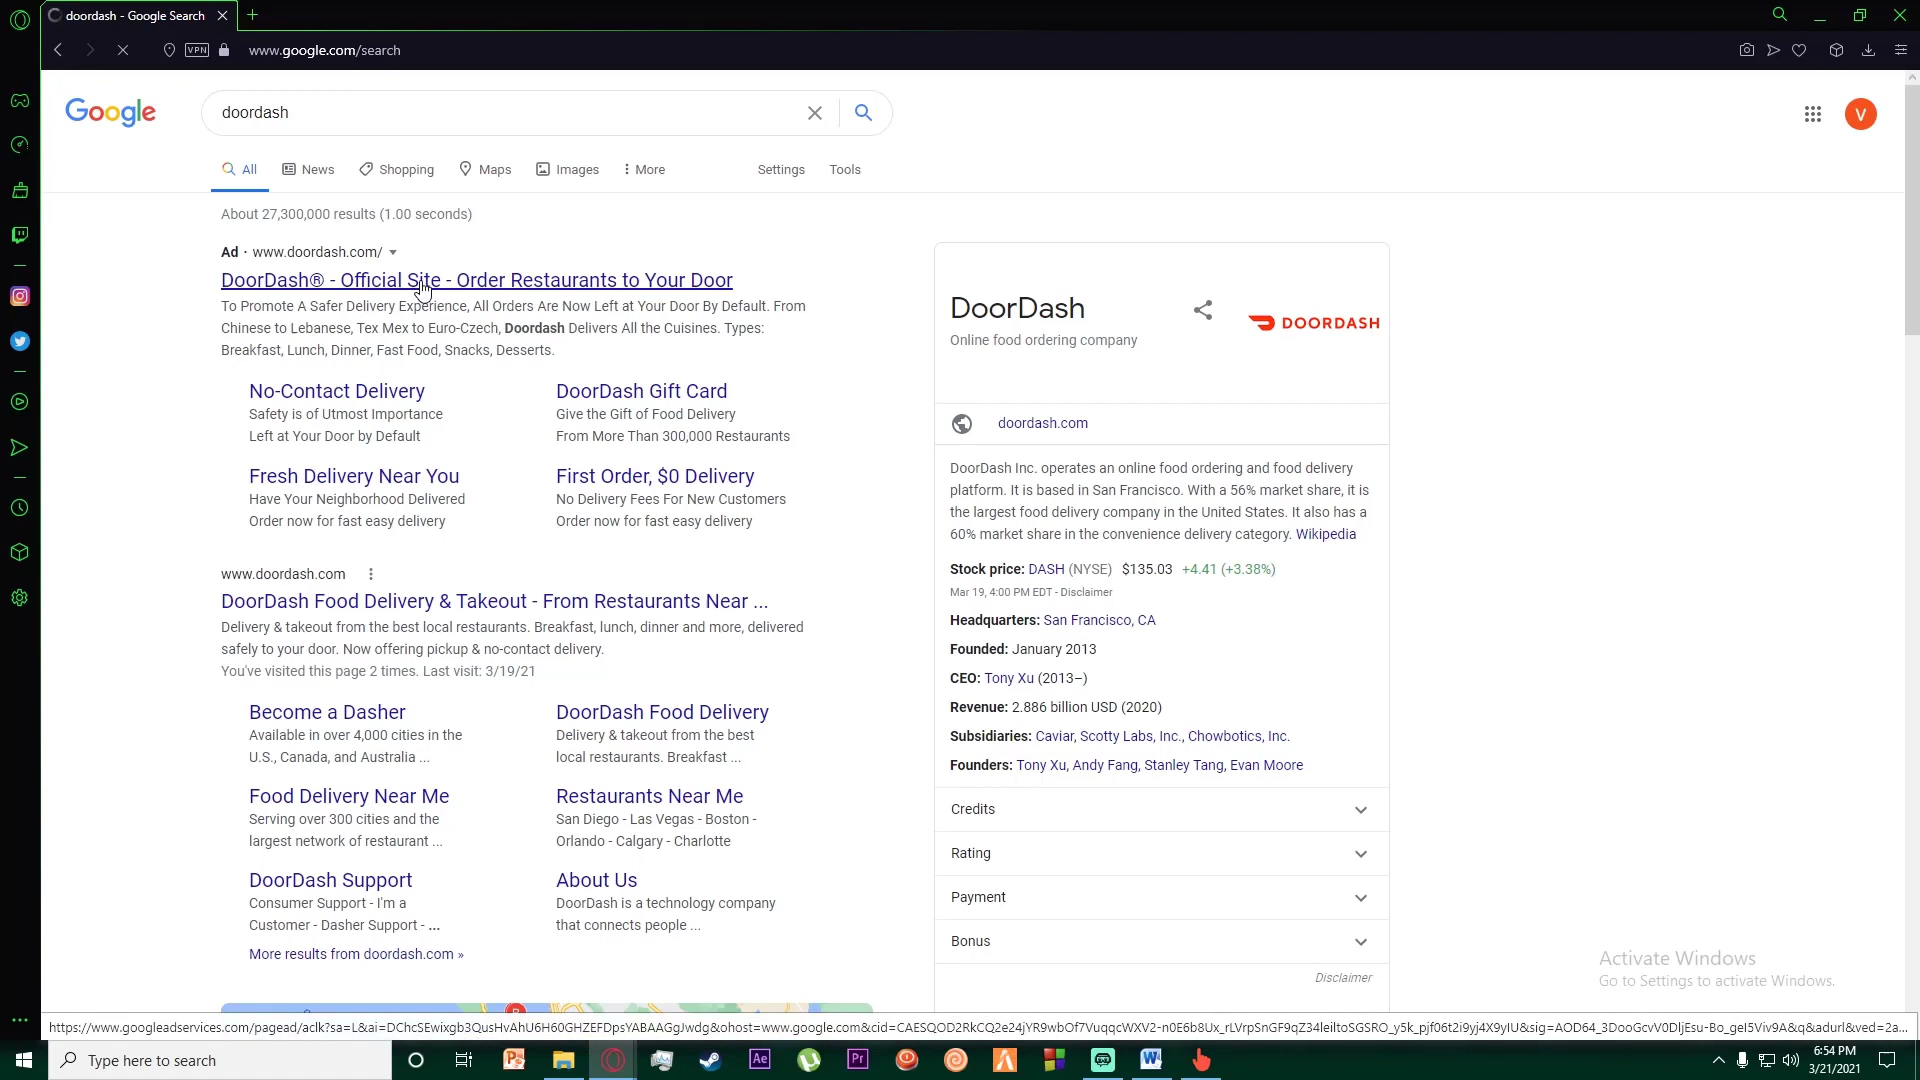 doordash - Google Search
VPN
www.google.com/search
Google
doordash
V
All
News
Shopping
Maps
Images
More
Settings
Tools
About 27,300,000 results (1.00 seconds)
Ad · www.doordash.com/
DoorDash® - Official Site - Order Restaurants to Your Door
To Promote A Safer Delivery Experience, All Orders Are Now Left at Your Door By Default. From
Chinese to Lebanese, Tex Mex to Euro-Czech, Doordash Delivers All the Cuisines. Types:
Breakfast, Lunch, Dinner, Fast Food, Snacks, Desserts.
No-Contact Delivery
Safety is of Utmost Importance
Left at Your Door by Default
DoorDash Gift Card
Give the Gift of Food Delivery
From More Than 300,000 Restaurants
Fresh Delivery Near You
Have Your Neighborhood Delivered
Order now for fast easy delivery
First Order, $0 Delivery
No Delivery Fees For New Customers
Order now for fast easy delivery
www.doordash.com
DoorDash Food Delivery & Takeout - From Restaurants Near ...
Delivery & takeout from the best local restaurants. Breakfast, lunch, dinner and more, delivered
safely to your door. Now offering pickup & no-contact delivery.
You've visited this page 2 times. Last visit: 3/19/21
Become a Dasher
Available in over 4,000 cities in the
U.S., Canada, and Australia ...
DoorDash Food Delivery
Delivery & takeout from the best
local restaurants. Breakfast ...
Food Delivery Near Me
Serving over 300 cities and the
largest network of restaurant ...
Restaurants Near Me
San Diego - Las Vegas - Boston -
Orlando - Calgary - Charlotte
DoorDash Support
Consumer Support - I'm a
Customer - Dasher Support - ...
About Us
DoorDash is a technology company
that connects people ...
More results from doordash.com »
DoorDash
Online food ordering company
DOORDASH
doordash.com
DoorDash Inc. operates an online food ordering and food delivery
platform. It is based in San Francisco. With a 56% market share, it is
the largest food delivery company in the United States. It also has a
60% market share in the convenience delivery category. Wikipedia
Stock price: DASH (NYSE) $135.03 +4.41 (+3.38%)
Mar 19, 4:00 PM EDT - Disclaimer
Headquarters: San Francisco, CA
Founded: January 2013
CEO: Tony Xu (2013–)
Revenue: 2.886 billion USD (2020)
Subsidiaries: Caviar, Scotty Labs, Inc., Chowbotics, Inc.
Founders: Tony Xu, Andy Fang, Stanley Tang, Evan Moore
Credits
Rating
Payment
Bonus
Disclaimer
Activate Windows
Go to Settings to activate Windows.
Type here to search
Ae
Pr
6:54 PM
3/21/2021